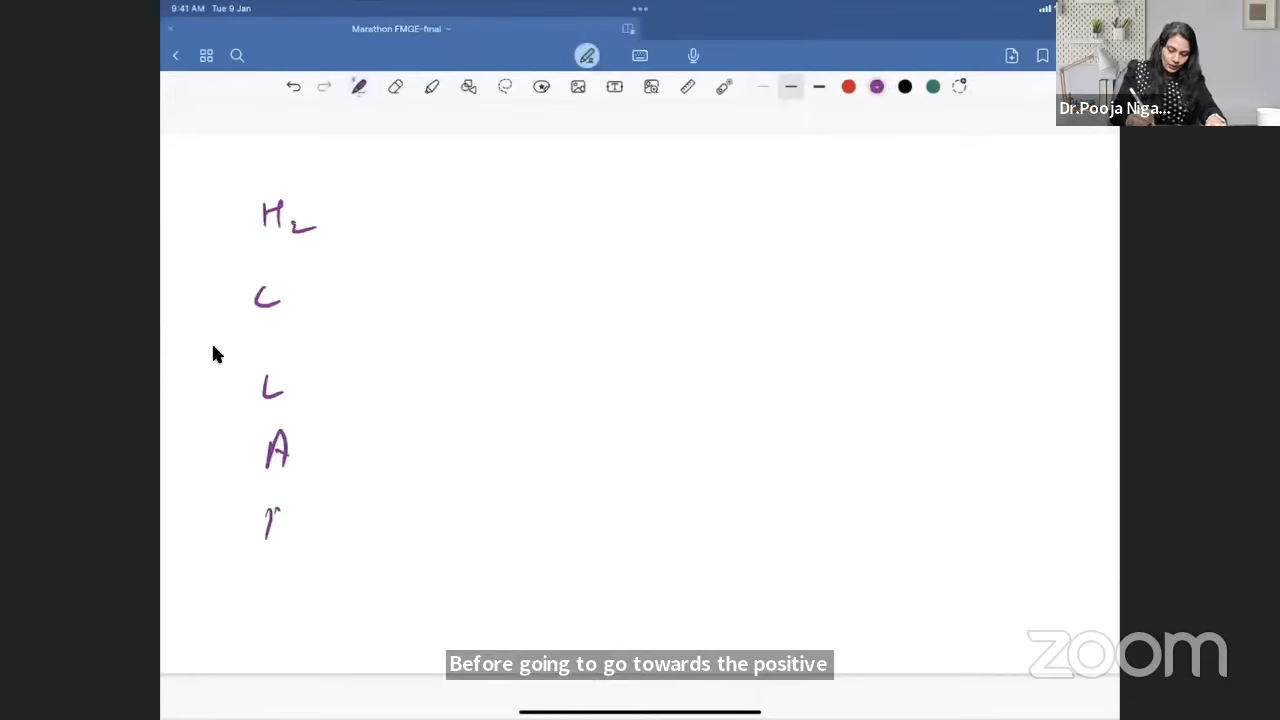 9:41 AM Tue 9 Jan
Marathon FMGE-final
Dr.Pooja Niga...
H2
C
L
A
Before going to go towards the positive
zoom